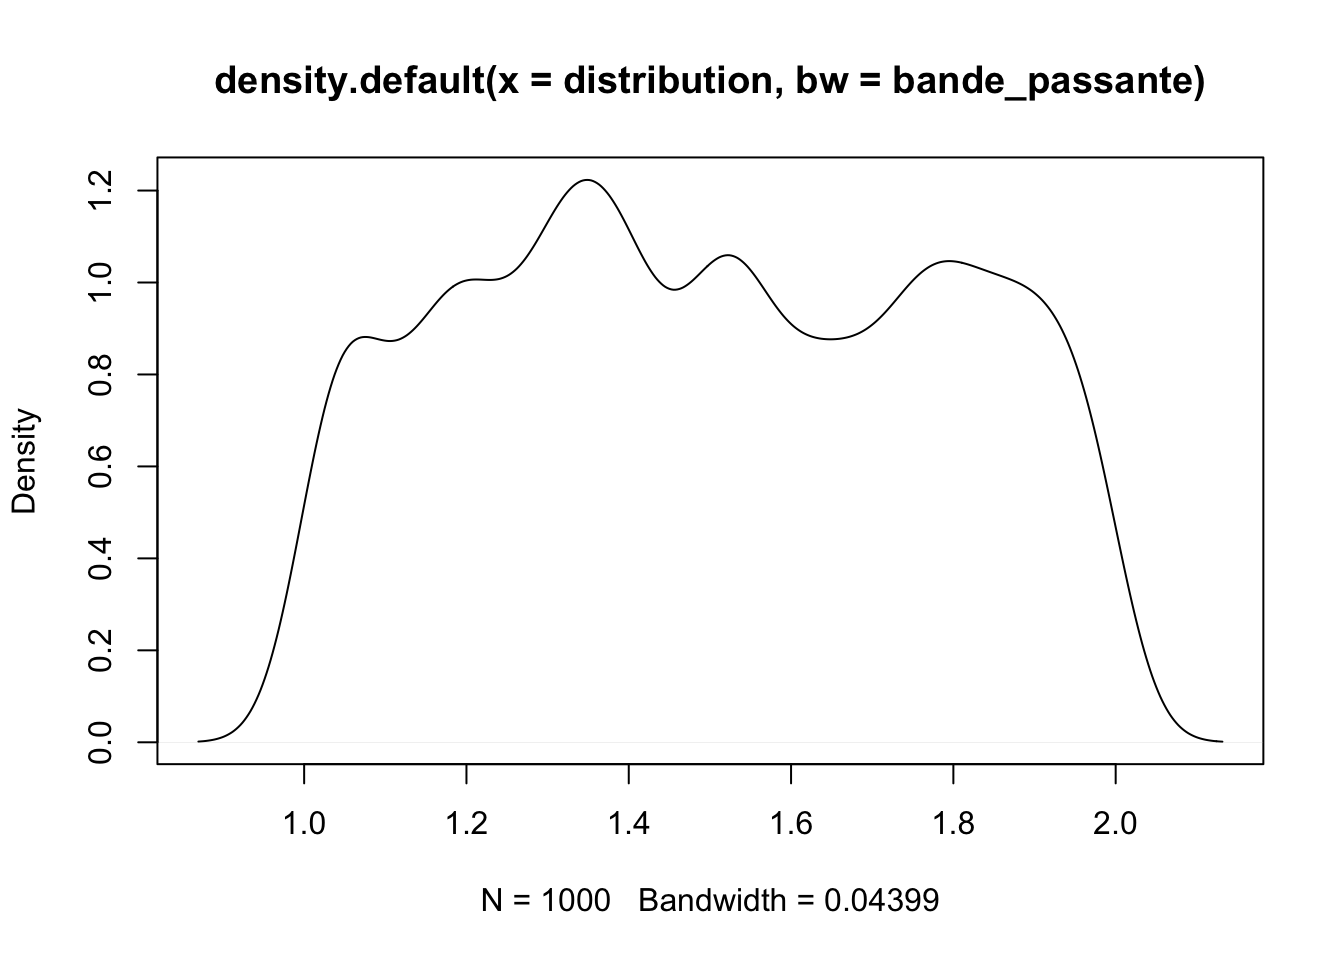 density.default(x = distribution, bw = bande_passante)
Density
1.2
1.0
0.8
0.6
0.4
0.2
0.0
1.0 1.2 1.4 1.6 1.8 2.0
N = 1000 Bandwidth = 0.04399